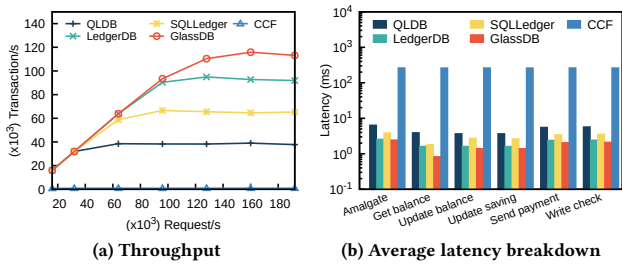 QLDB SQLLedger CCF
LedgerDB GlassDB
(x10³) Transaction/s
140
120
100
80
60
40
20
0
20 40 60 80 100 120 140 160 180
(x10³) Request/s
(a) Throughput
QLDB SQLLedger CCF
LedgerDB GlassDB
Latency (ms)
10⁴
10³
10²
10¹
10⁰
10⁻¹
Amalgate
Get balance
Update balance
Update saving
Send payment
Write check
(b) Average latency breakdown